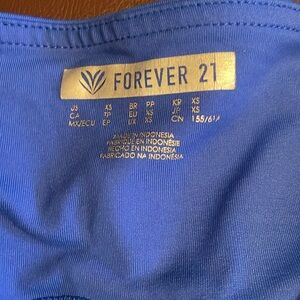 FOREVER 21
US XS BR PP KR XS
CA TP EU XS JP XS
MX/ECU EP UK XS CN 155/61A
MADE IN INDONESIA
FABRIQUÉ EN INDONÉSIE
HECHO EN INDONESIA
FABRICADO NA INDONÉSIA